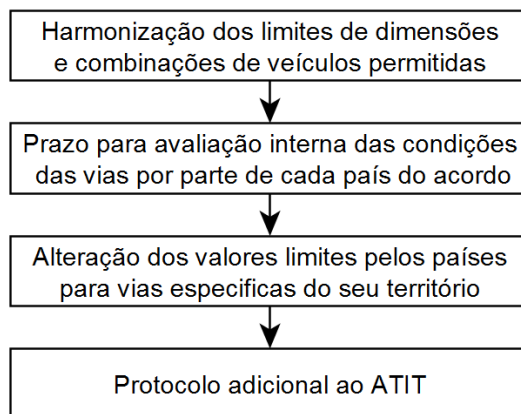 Harmonização dos limites de dimensões
e combinações de veículos permitidas
Prazo para avaliação interna das condições
das vias por parte de cada país do acordo
Alteração dos valores limites pelos países
para vias especificas do seu território
Protocolo adicional ao ATIT